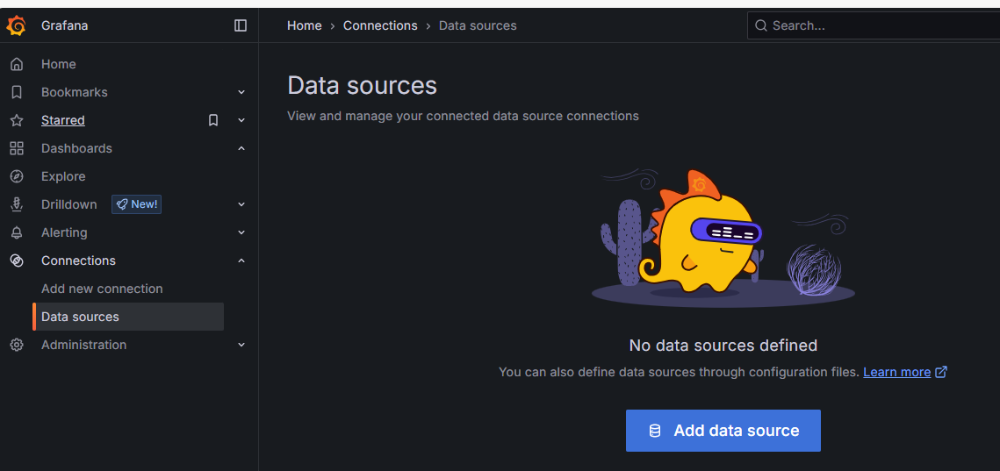 Grafana
Home › Connections › Data sources
Search...
Home
Bookmarks
Starred
Dashboards
Explore
Drilldown New!
Alerting
Connections
Add new connection
Data sources
Administration
Data sources
View and manage your connected data source connections
No data sources defined
You can also define data sources through configuration files. Learn more
Add data source